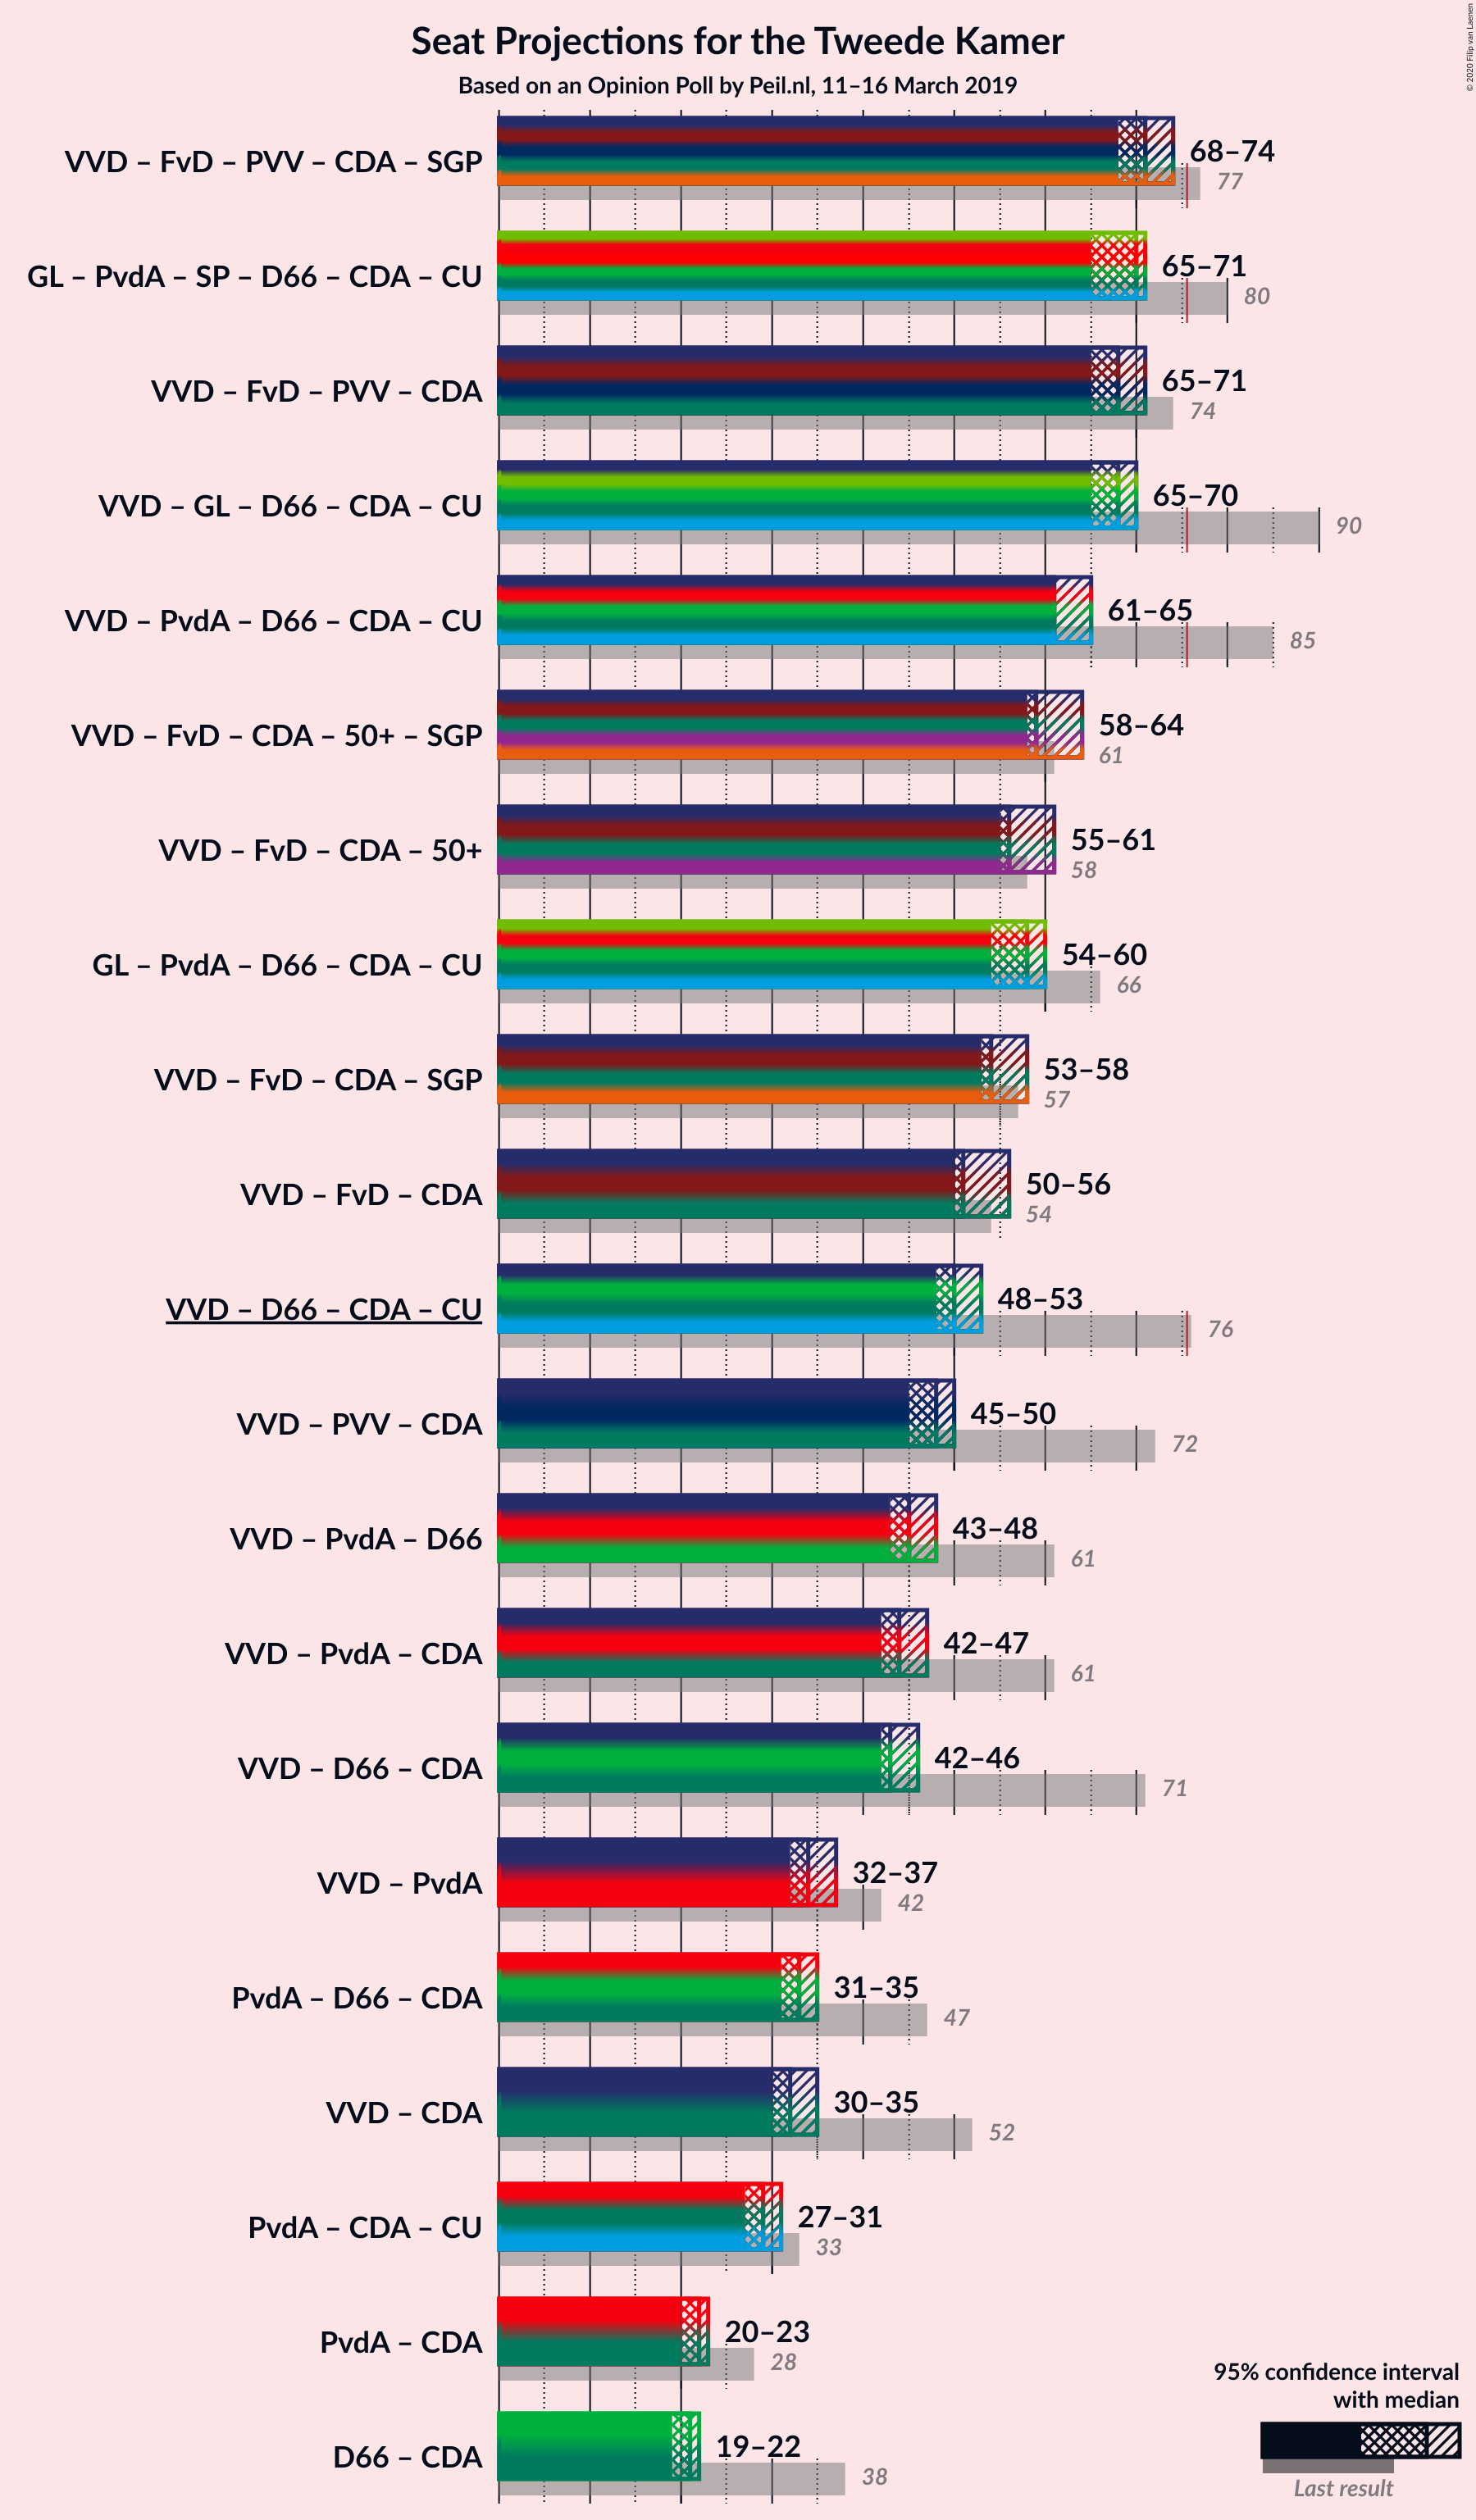 Seat Projections for the Tweede Kamer
Based on an Opinion Poll by Peil.nl, 11–16 March 2019
© 2020 Filip van Laenen
VVD – FvD – PVV – CDA – SGP
68–74
77
GL – PvdA – SP – D66 – CDA – CU
65–71
80
VVD – FvD – PVV – CDA
65–71
74
VVD – GL – D66 – CDA – CU
65–70
90
VVD – PvdA – D66 – CDA – CU
61–65
85
VVD – FvD – CDA – 50+ – SGP
58–64
61
VVD – FvD – CDA – 50+
55–61
58
GL – PvdA – D66 – CDA – CU
54–60
66
VVD – FvD – CDA – SGP
53–58
57
VVD – FvD – CDA
50–56
54
VVD – D66 – CDA – CU
48–53
76
VVD – PVV – CDA
45–50
72
VVD – PvdA – D66
43–48
61
VVD – PvdA – CDA
42–47
61
VVD – D66 – CDA
42–46
71
VVD – PvdA
32–37
42
PvdA – D66 – CDA
31–35
47
VVD – CDA
30–35
52
PvdA – CDA – CU
27–31
33
PvdA – CDA
20–23
28
D66 – CDA
19–22
38
95% confidence interval
with median
Last result